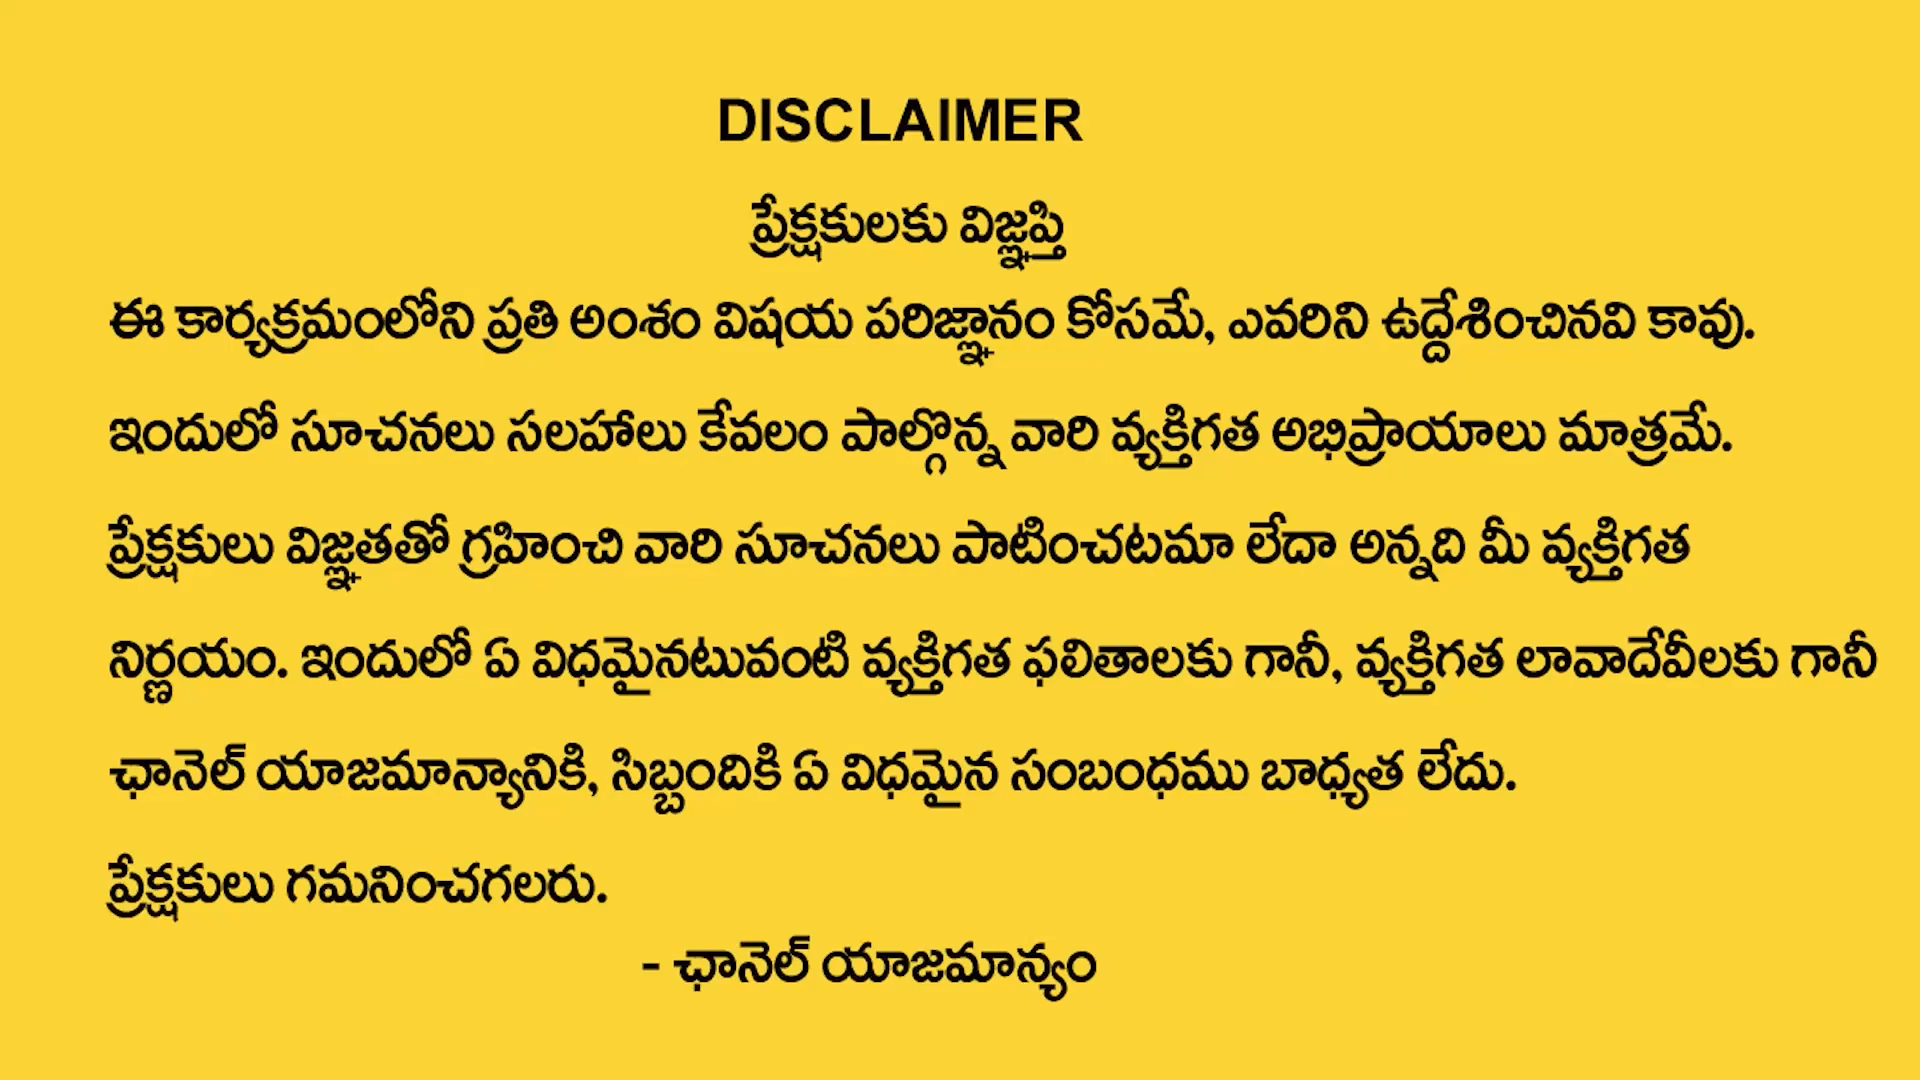 DISCLAIMER
ప్రేక్షకులకు విజ్ఞప్తి
ఈ కార్యక్రమంలోని ప్రతి అంశం విషయ పరిజ్ఞానం కోసమే, ఎవరిని ఉద్దేశించినవి కావు.
ఇందులో సూచనలు సలహాలు కేవలం పాల్గొన్న వారి వ్యక్తిగత అభిప్రాయాలు మాత్రమే.
ప్రేక్షకులు విజ్ఞతతో గ్రహించి వారి సూచనలు పాటించటమా లేదా అన్నది మీ వ్యక్తిగత
నిర్ణయం. ఇందులో ఏ విధమైనటువంటి వ్యక్తిగత ఫలితాలకు గానీ, వ్యక్తిగత లావాదేవీలకు గానీ
ఛానెల్ యాజమాన్యానికి, సిబ్బందికి ఏ విధమైన సంబంధము బాధ్యత లేదు.
ప్రేక్షకులు గమనించగలరు.
- ఛానెల్ యాజమాన్యం